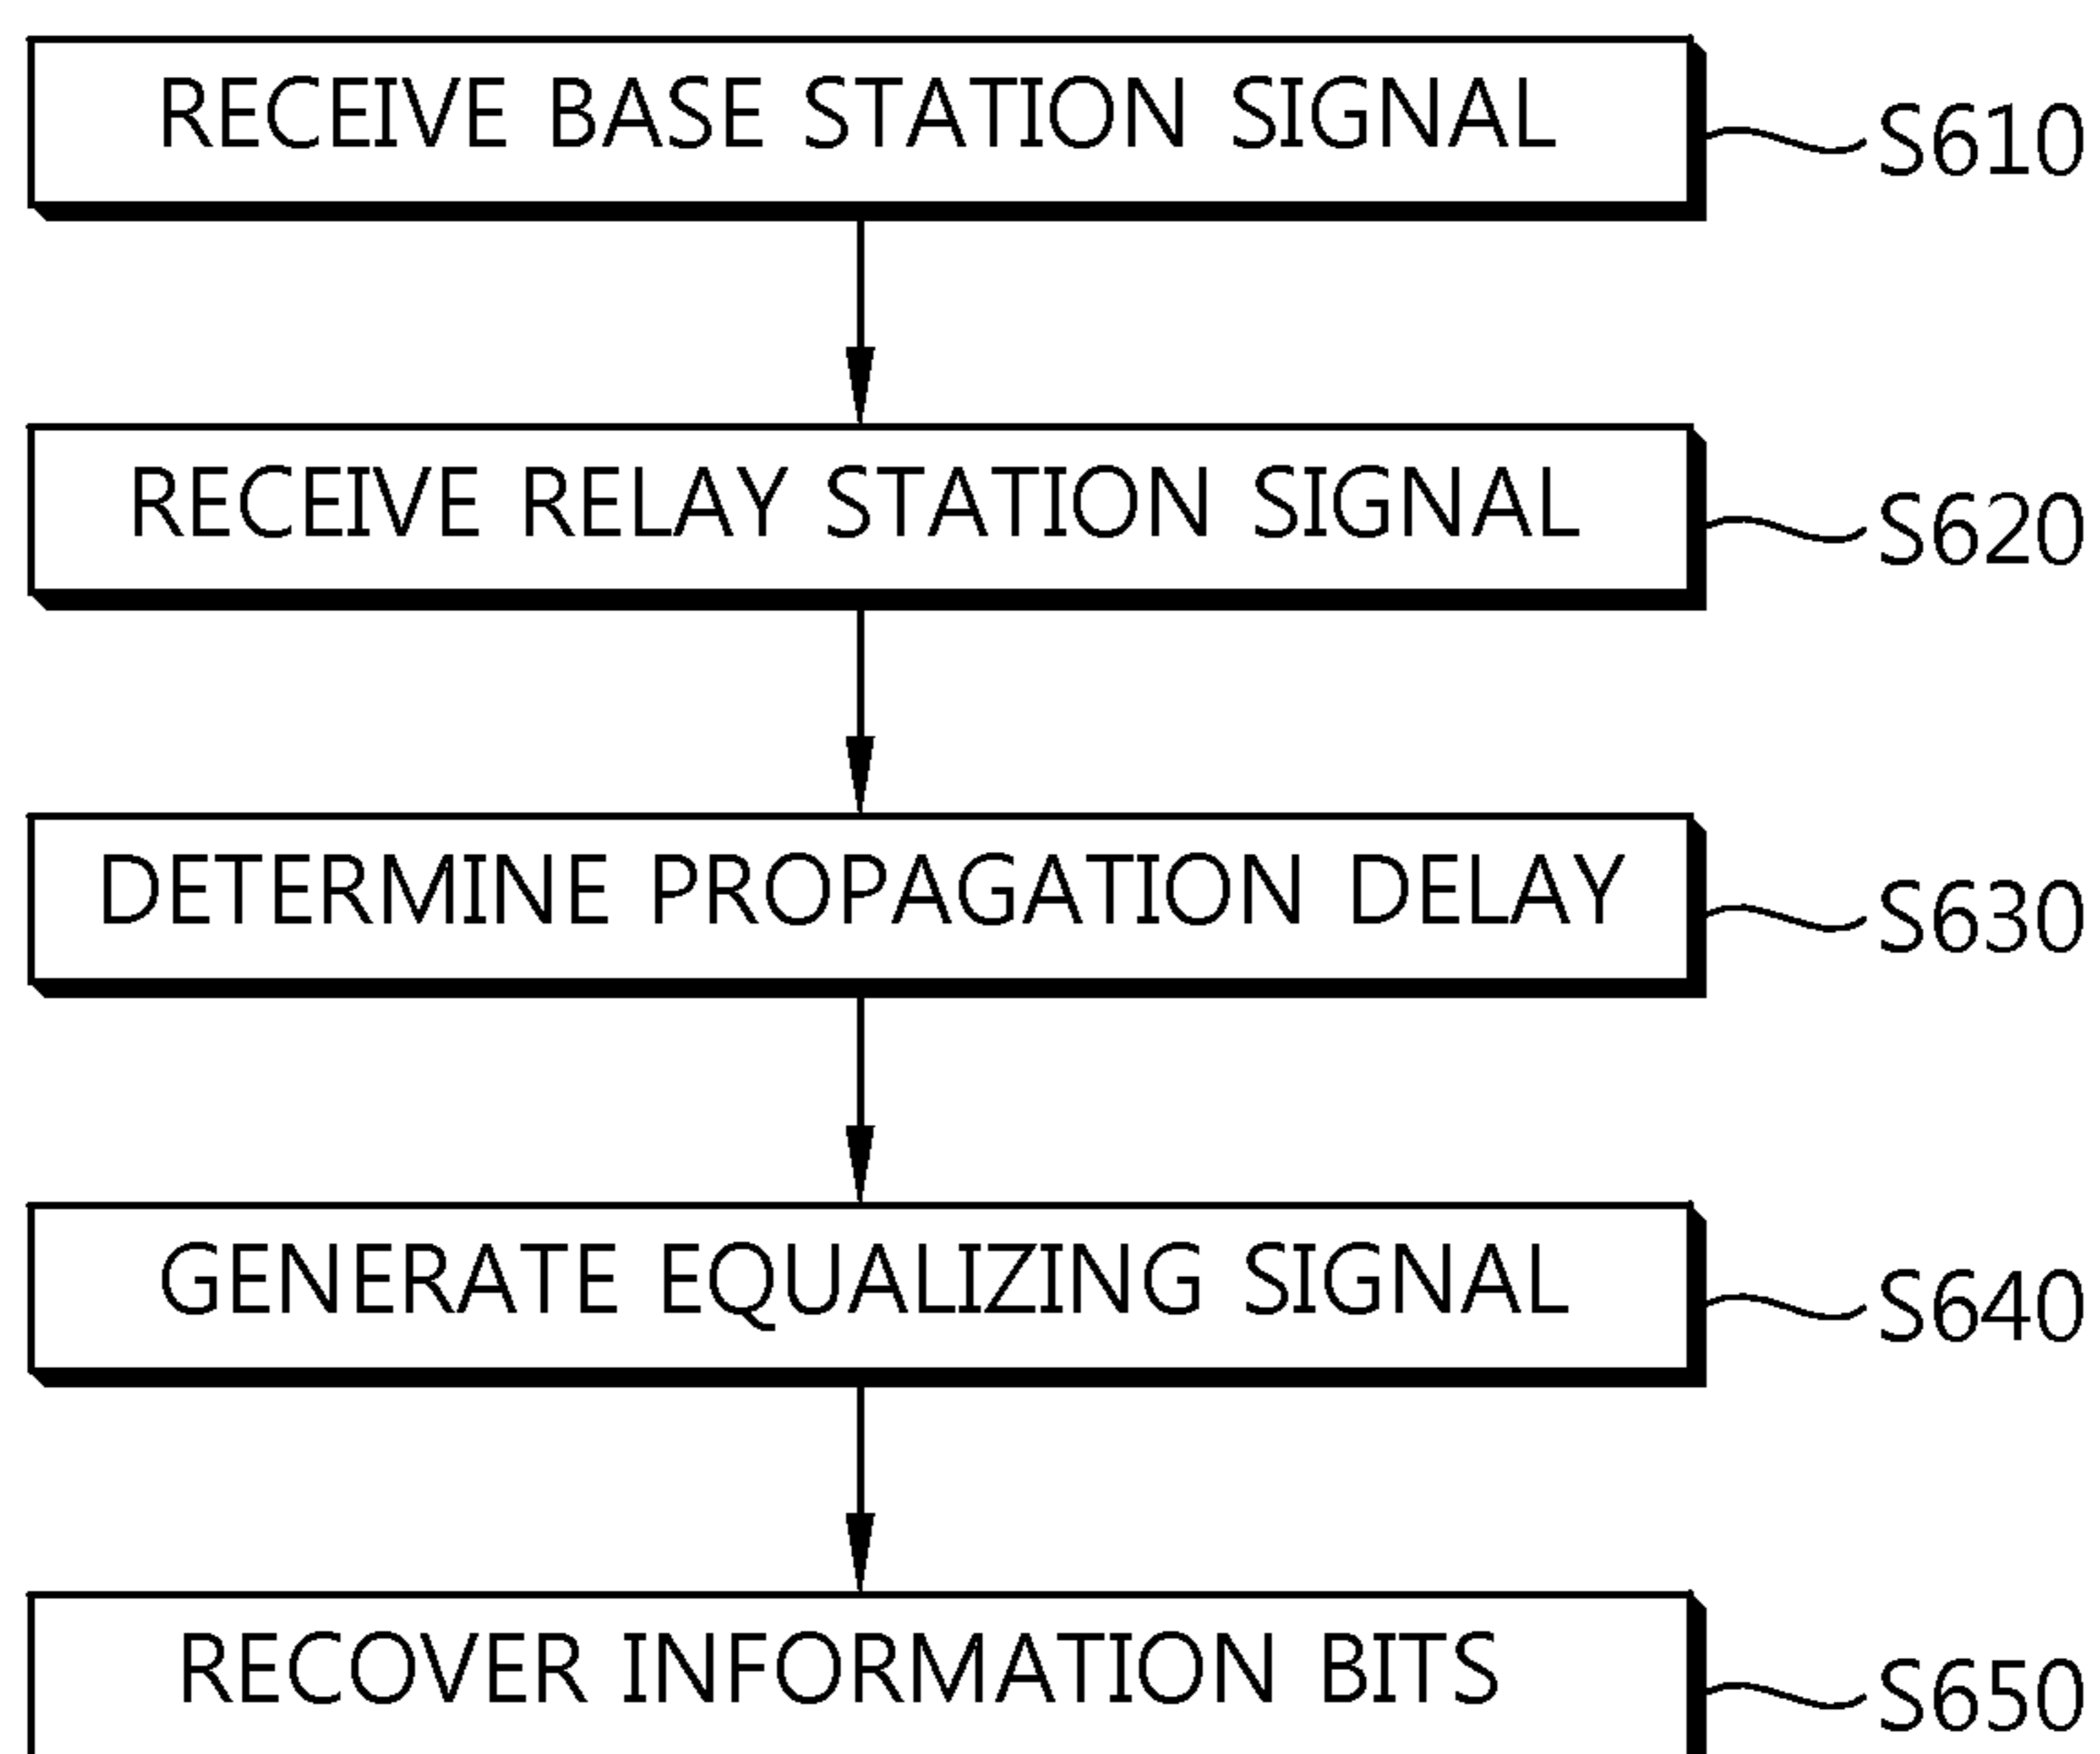 RECEIVE BASE STATION SIGNAL
S610
RECEIVE RELAY STATION SIGNAL
S620
DETERMINE PROPAGATION DELAY
S630
GENERATE EQUALIZING SIGNAL
S640
RECOVER INFORMATION BITS
S650